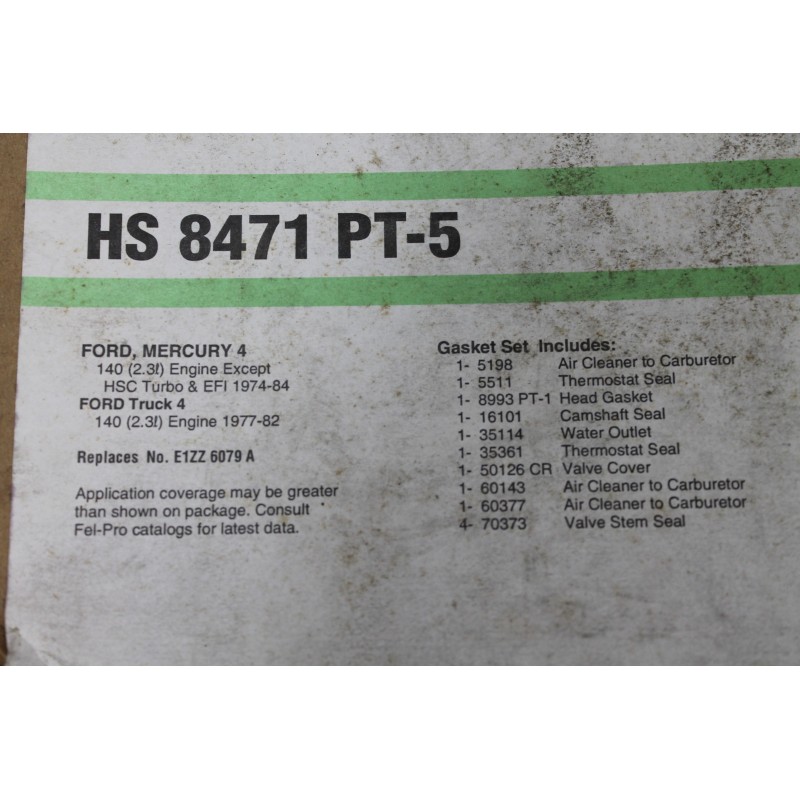 HS 8471 PT-5
FORD, MERCURY 4
140 (2.3ℓ) Engine Except
HSC Turbo & EFI 1974-84
FORD Truck 4
140 (2.3ℓ) Engine 1977-82
Replaces No. E1ZZ 6079 A
Application coverage may be greater
than shown on package. Consult
Fel-Pro catalogs for latest data.
Gasket Set Includes:
1- 5198 Air Cleaner to Carburetor
1- 5511 Thermostat Seal
1- 8993 PT-1 Head Gasket
1- 16101 Camshaft Seal
1- 35114 Water Outlet
1- 35361 Thermostat Seal
1- 50126 CR Valve Cover
1- 60143 Air Cleaner to Carburetor
1- 60377 Air Cleaner to Carburetor
4- 70373 Valve Stem Seal